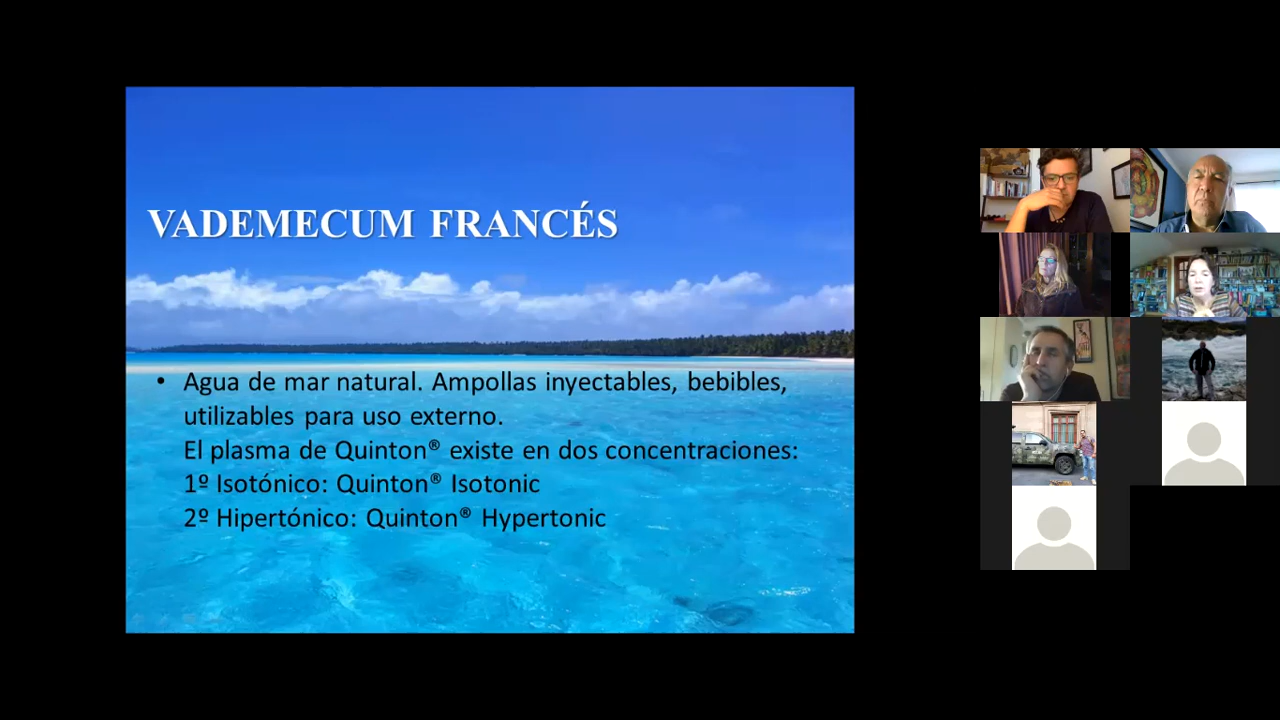 VADEMECUM FRANCÉS
• Agua de mar natural. Ampollas inyectables, bebibles,
utilizables para uso externo.
El plasma de Quinton® existe en dos concentraciones:
1º Isotónico: Quinton® Isotonic
2º Hipertónico: Quinton® Hypertonic